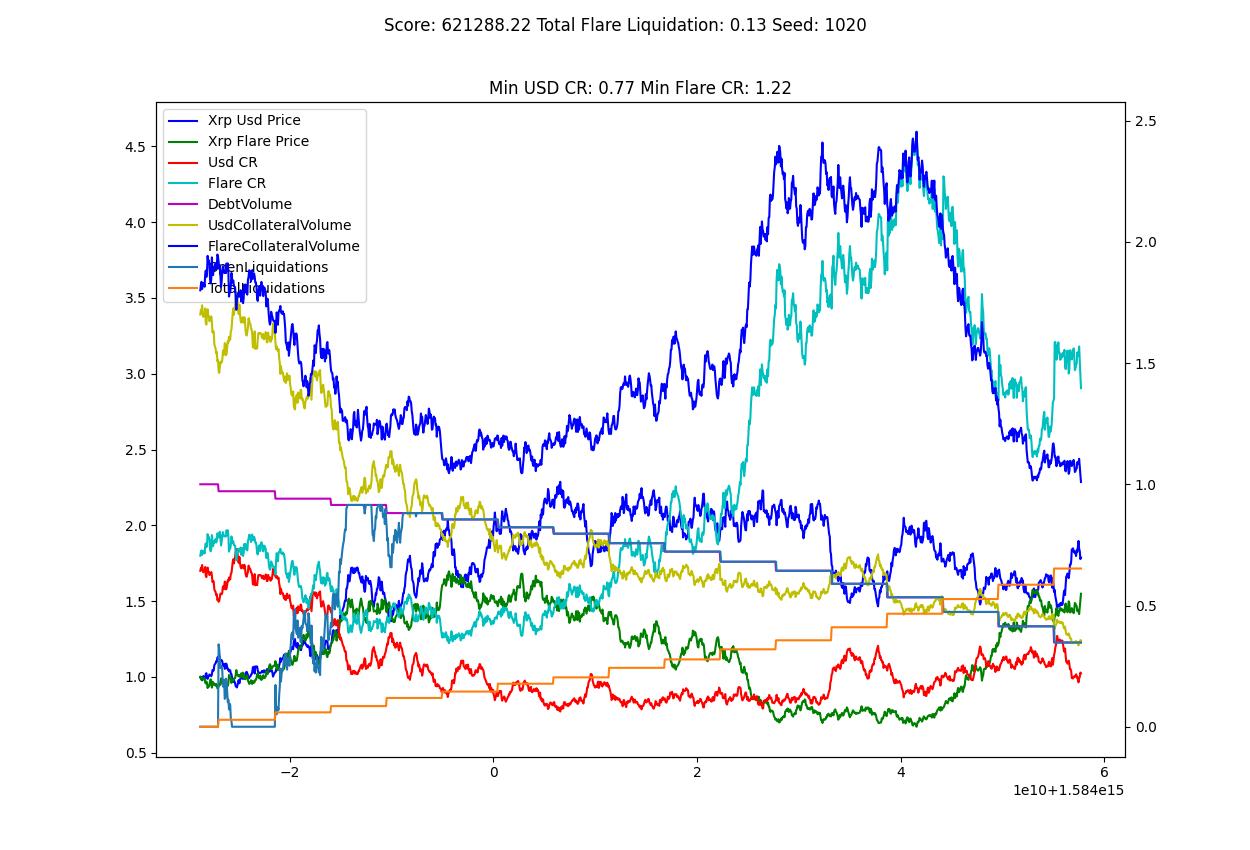 Score: 621288.22 Total Flare Liquidation: 0.13 Seed: 1020
Min USD CR: 0.77 Min Flare CR: 1.22
Xrp Usd Price
Xrp Flare Price
Usd CR
Flare CR
DebtVolume
UsdCollateralVolume
FlareCollateralVolume
OpenLiquidations
TotalLiquidations
4.5
4.0
3.5
3.0
2.5
2.0
1.5
1.0
0.5
2.5
2.0
1.5
1.0
0.5
0.0
−2
0
2
4
6
1e10+1.584e15